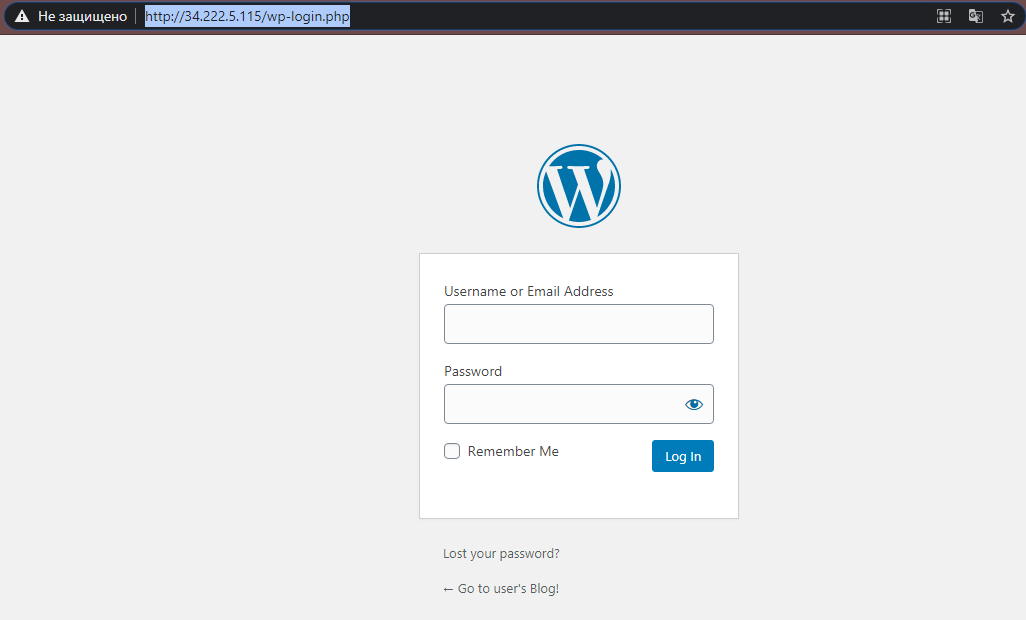 Не защищено http://34.222.5.115/wp-login.php
Username or Email Address
Password
Remember Me Log In
Lost your password?
← Go to user's Blog!